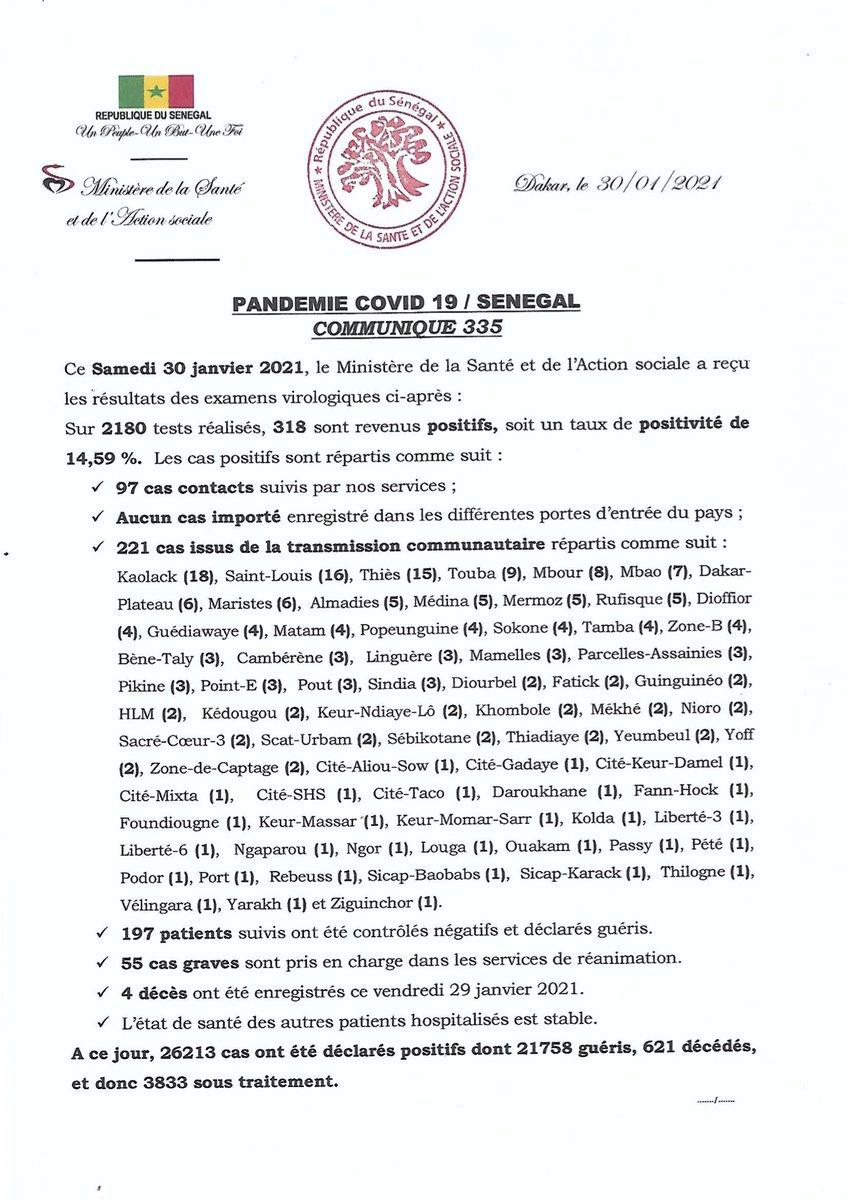 REPUBLIQUE DU SENEGAL
Un Peuple-Un But-Une Foi
Ministère de la Santé
et de l'Action sociale
★ République du Sénégal ★
MINISTERE DE LA SANTE ET DE L'ACTION SOCIALE
Dakar, le 30/01/2021
PANDEMIE COVID 19 / SENEGAL
COMMUNIQUE 335
Ce Samedi 30 janvier 2021, le Ministère de la Santé et de l'Action sociale a reçu
les résultats des examens virologiques ci-après :
Sur 2180 tests réalisés, 318 sont revenus positifs, soit un taux de positivité de
14,59 %. Les cas positifs sont répartis comme suit :
✓ 97 cas contacts suivis par nos services ;
✓ Aucun cas importé enregistré dans les différentes portes d'entrée du pays ;
✓ 221 cas issus de la transmission communautaire répartis comme suit :
Kaolack (18), Saint-Louis (16), Thiès (15), Touba (9), Mbour (8), Mbao (7), Dakar-
Plateau (6), Maristes (6), Almadies (5), Médina (5), Mermoz (5), Rufisque (5), Dioffior
(4), Guédiawaye (4), Matam (4), Popeunguine (4), Sokone (4), Tamba (4), Zone-B (4),
Bène-Taly (3), Cambérène (3), Linguère (3), Mamelles (3), Parcelles-Assainies (3),
Pikine (3), Point-E (3), Pout (3), Sindia (3), Diourbel (2), Fatick (2), Guinguinéo (2),
HLM (2), Kédougou (2), Keur-Ndiaye-Lô (2), Khombole (2), Mékhé (2), Nioro (2),
Sacré-Cœur-3 (2), Scat-Urbam (2), Sébikotane (2), Thiadiaye (2), Yeumbeul (2), Yoff
(2), Zone-de-Captage (2), Cité-Aliou-Sow (1), Cité-Gadaye (1), Cité-Keur-Damel (1),
Cité-Mixta (1), Cité-SHS (1), Cité-Taco (1), Daroukhane (1), Fann-Hock (1),
Foundiougne (1), Keur-Massar (1), Keur-Momar-Sarr (1), Kolda (1), Liberté-3 (1),
Liberté-6 (1), Ngaparou (1), Ngor (1), Louga (1), Ouakam (1), Passy (1), Pété (1),
Podor (1), Port (1), Rebeuss (1), Sicap-Baobabs (1), Sicap-Karack (1), Thilogne (1),
Vélingara (1), Yarakh (1) et Ziguinchor (1).
✓ 197 patients suivis ont été contrôlés négatifs et déclarés guéris.
✓ 55 cas graves sont pris en charge dans les services de réanimation.
✓ 4 décès ont été enregistrés ce vendredi 29 janvier 2021.
✓ L'état de santé des autres patients hospitalisés est stable.
A ce jour, 26213 cas ont été déclarés positifs dont 21758 guéris, 621 décédés,
et donc 3833 sous traitement.
......./.......